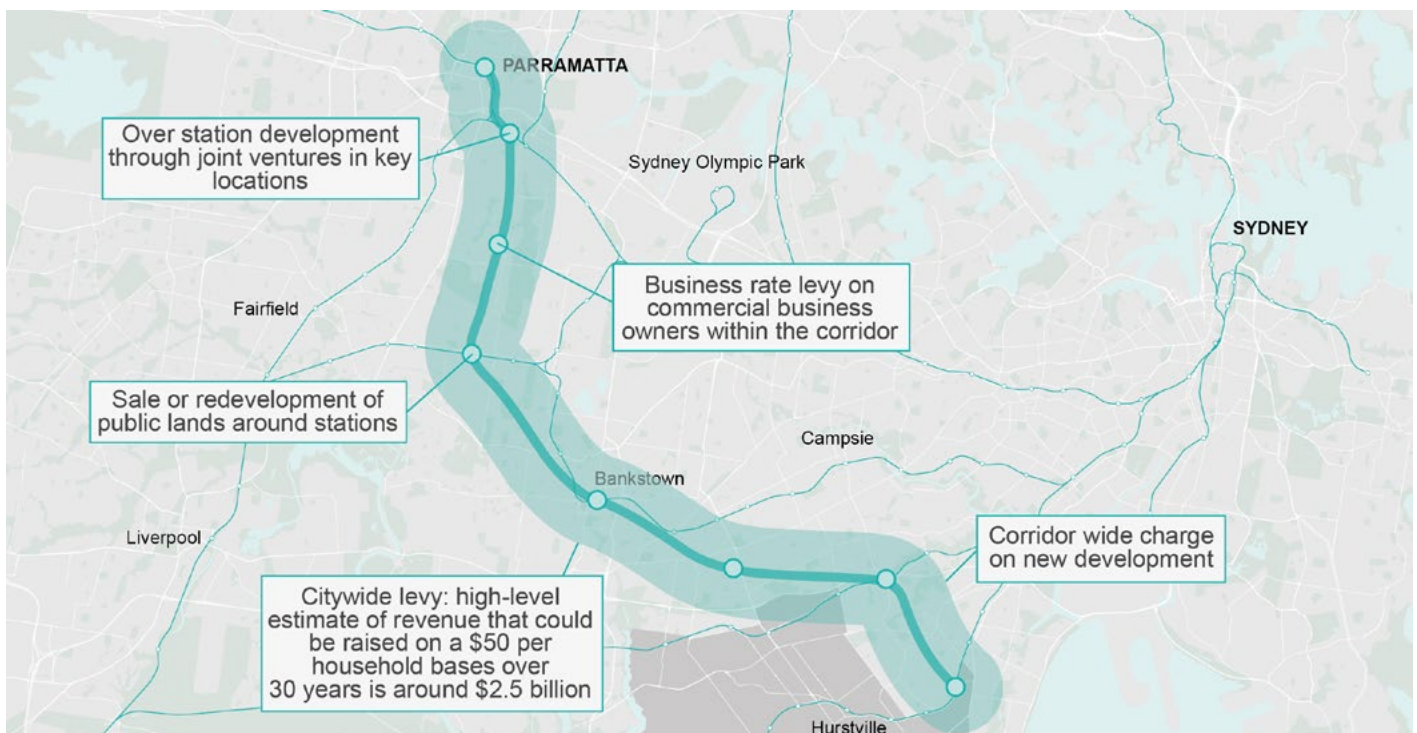 PARRAMATTA
Over station development
through joint ventures in key
locations
Sydney Olympic Park
SYDNEY
Business rate levy on
commercial business
owners within the corridor
Fairfield
Sale or redevelopment of
public lands around stations
Campsie
Bankstown
Liverpool
Corridor wide charge
on new development
Citywide levy: high-level
estimate of revenue that could
be raised on a $50 per
household bases over
30 years is around $2.5 billion
Hurstville